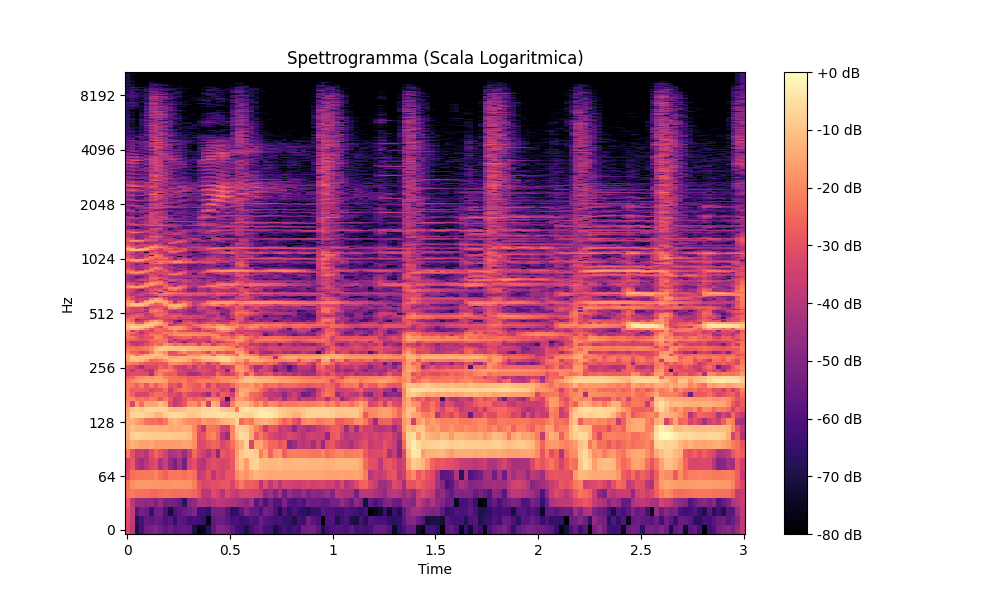 Spettrogramma (Scala Logaritmica)
8192
4096
2048
1024
512
256
128
64
0
Hz
0
0.5
1
1.5
2
2.5
3
Time
+0 dB
-10 dB
-20 dB
-30 dB
-40 dB
-50 dB
-60 dB
-70 dB
-80 dB